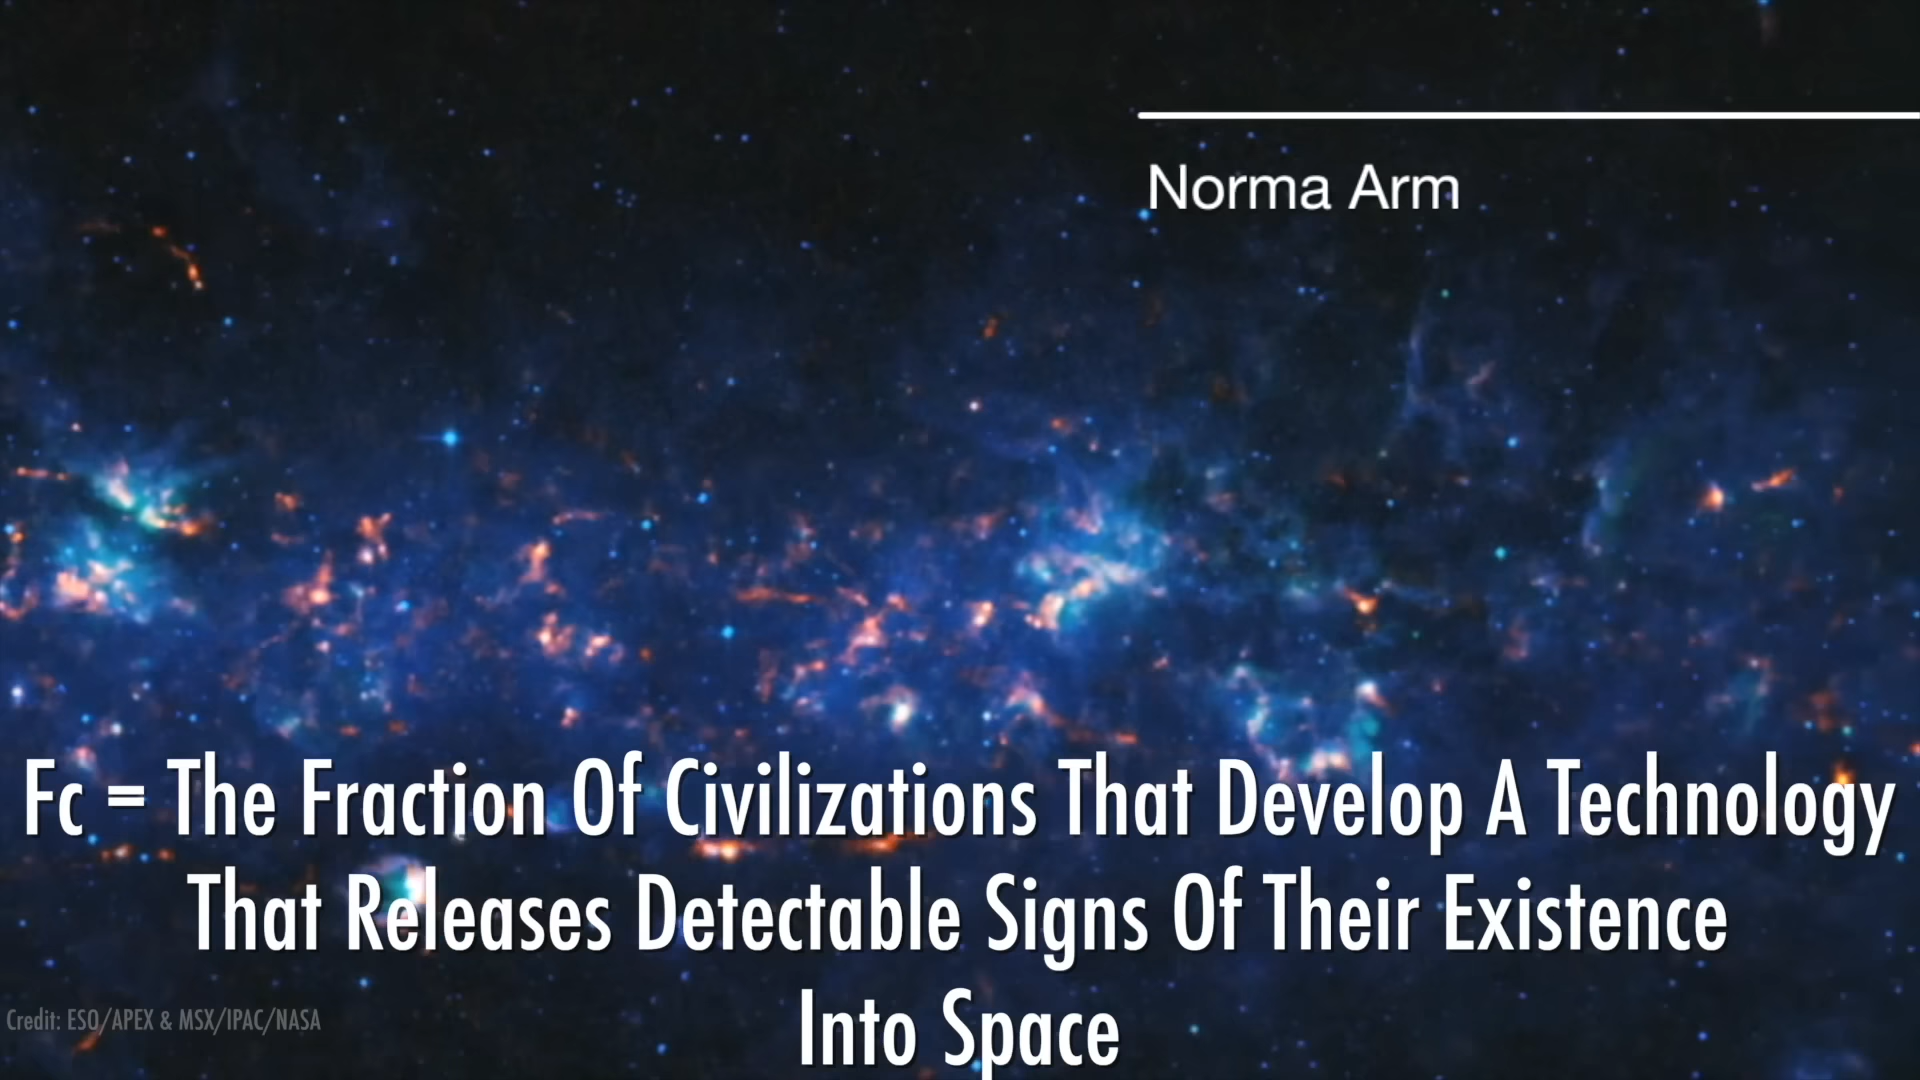 Norma Arm
Fc = The Fraction Of Civilizations That Develop A Technology
That Releases Detectable Signs Of Their Existence
Into Space
Credit: ESO/APEX & MSX/IPAC/NASA